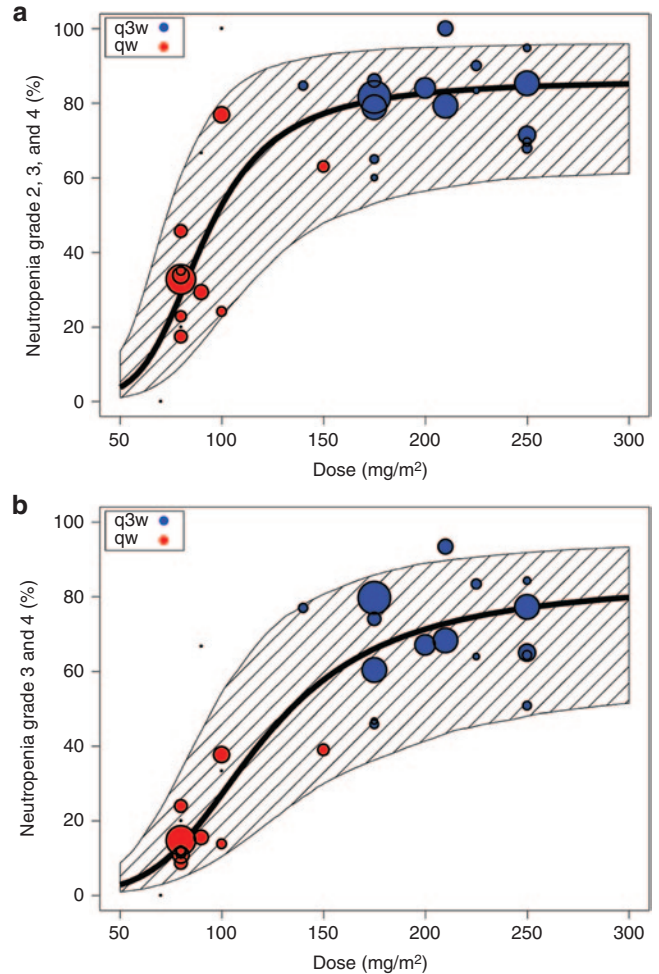 a
q3w
qw
Neutropenia grade 2, 3, and 4 (%)
100
80
60
40
20
0
50 100 150 200 250 300
Dose (mg/m²)
b
q3w
qw
Neutropenia grade 3 and 4 (%)
100
80
60
40
20
0
50 100 150 200 250 300
Dose (mg/m²)